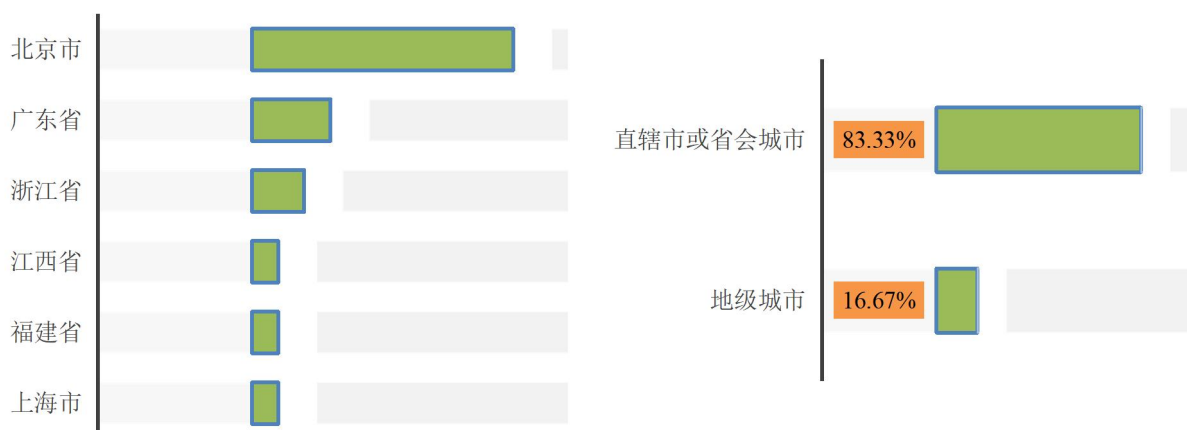 北京市
广东省
浙江省
江西省
福建省
上海市
直辖市或省会城市 83.33%
地级城市 16.67%